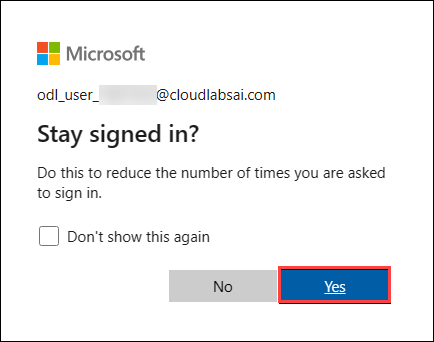 Microsoft
odl_user_@cloudlabsai.com
Stay signed in?
Do this to reduce the number of times you are asked
to sign in.
Don't show this again
No
Yes